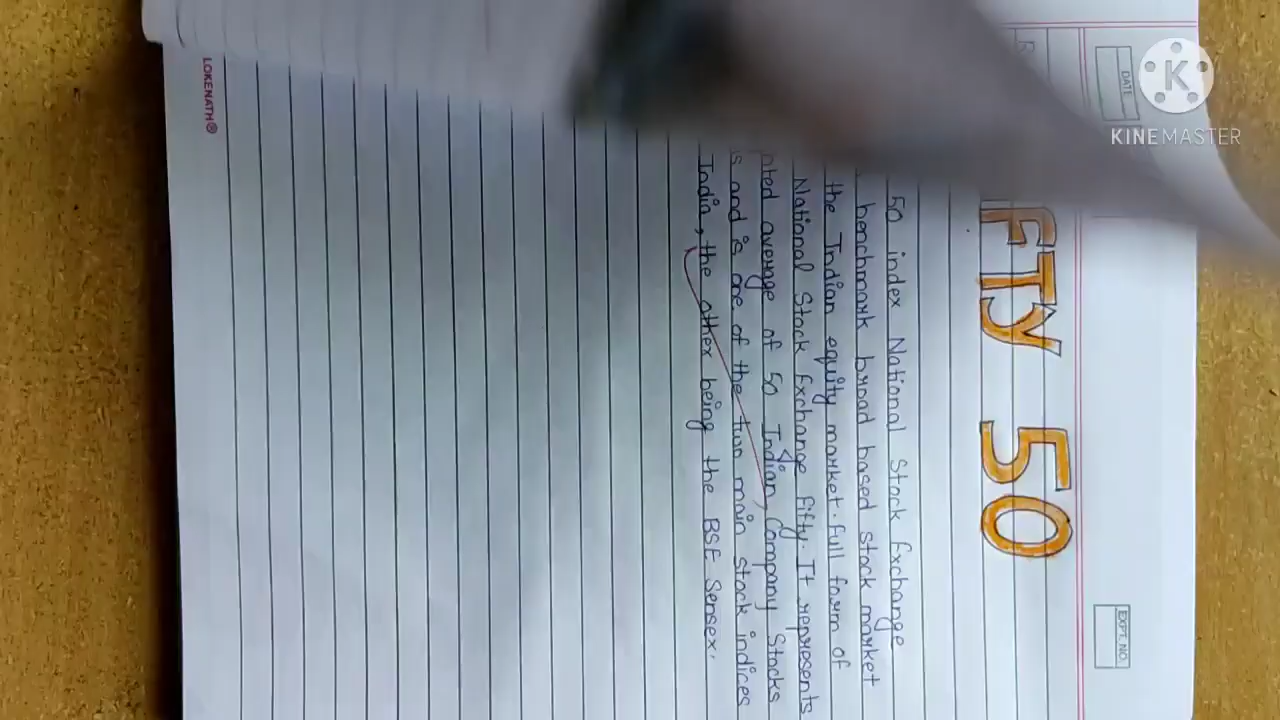 DATE
KINEMASTER
EXPT. NO.
FTY 50
50 index National Stock Exchange
benchmark broad based stock market
the Indian equity market. full form of
National Stock Exchange fifty. It represents
average of 50 Indian Company Stocks
and is one of the two main stock indices
India, the other being the BSE Sensex.
LOKENATH®